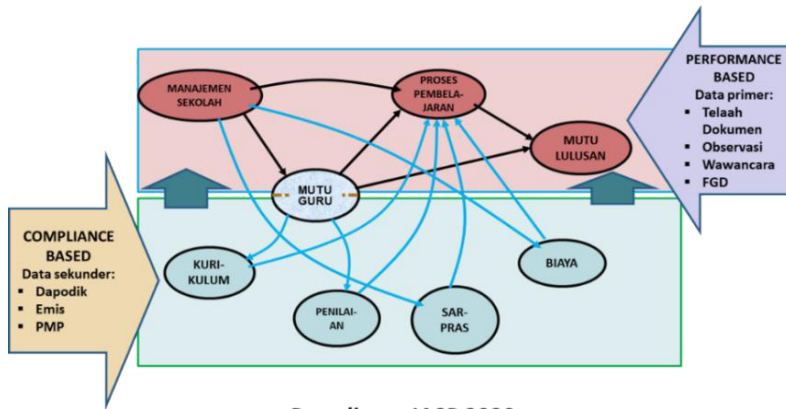 MANAJEMEN
SEKOLAH
PROSES
PEMBELA-
JARAN
MUTU
LULUSAN
MUTU
GURU
PERFORMANCE
BASED
Data primer:
▪ Telaah
Dokumen
▪ Observasi
▪ Wawancara
▪ FGD
COMPLIANCE
BASED
Data sekunder:
▪ Dapodik
▪ Emis
▪ PMP
KURI-
KULUM
PENILAI-
AN
SAR-
PRAS
BIAYA